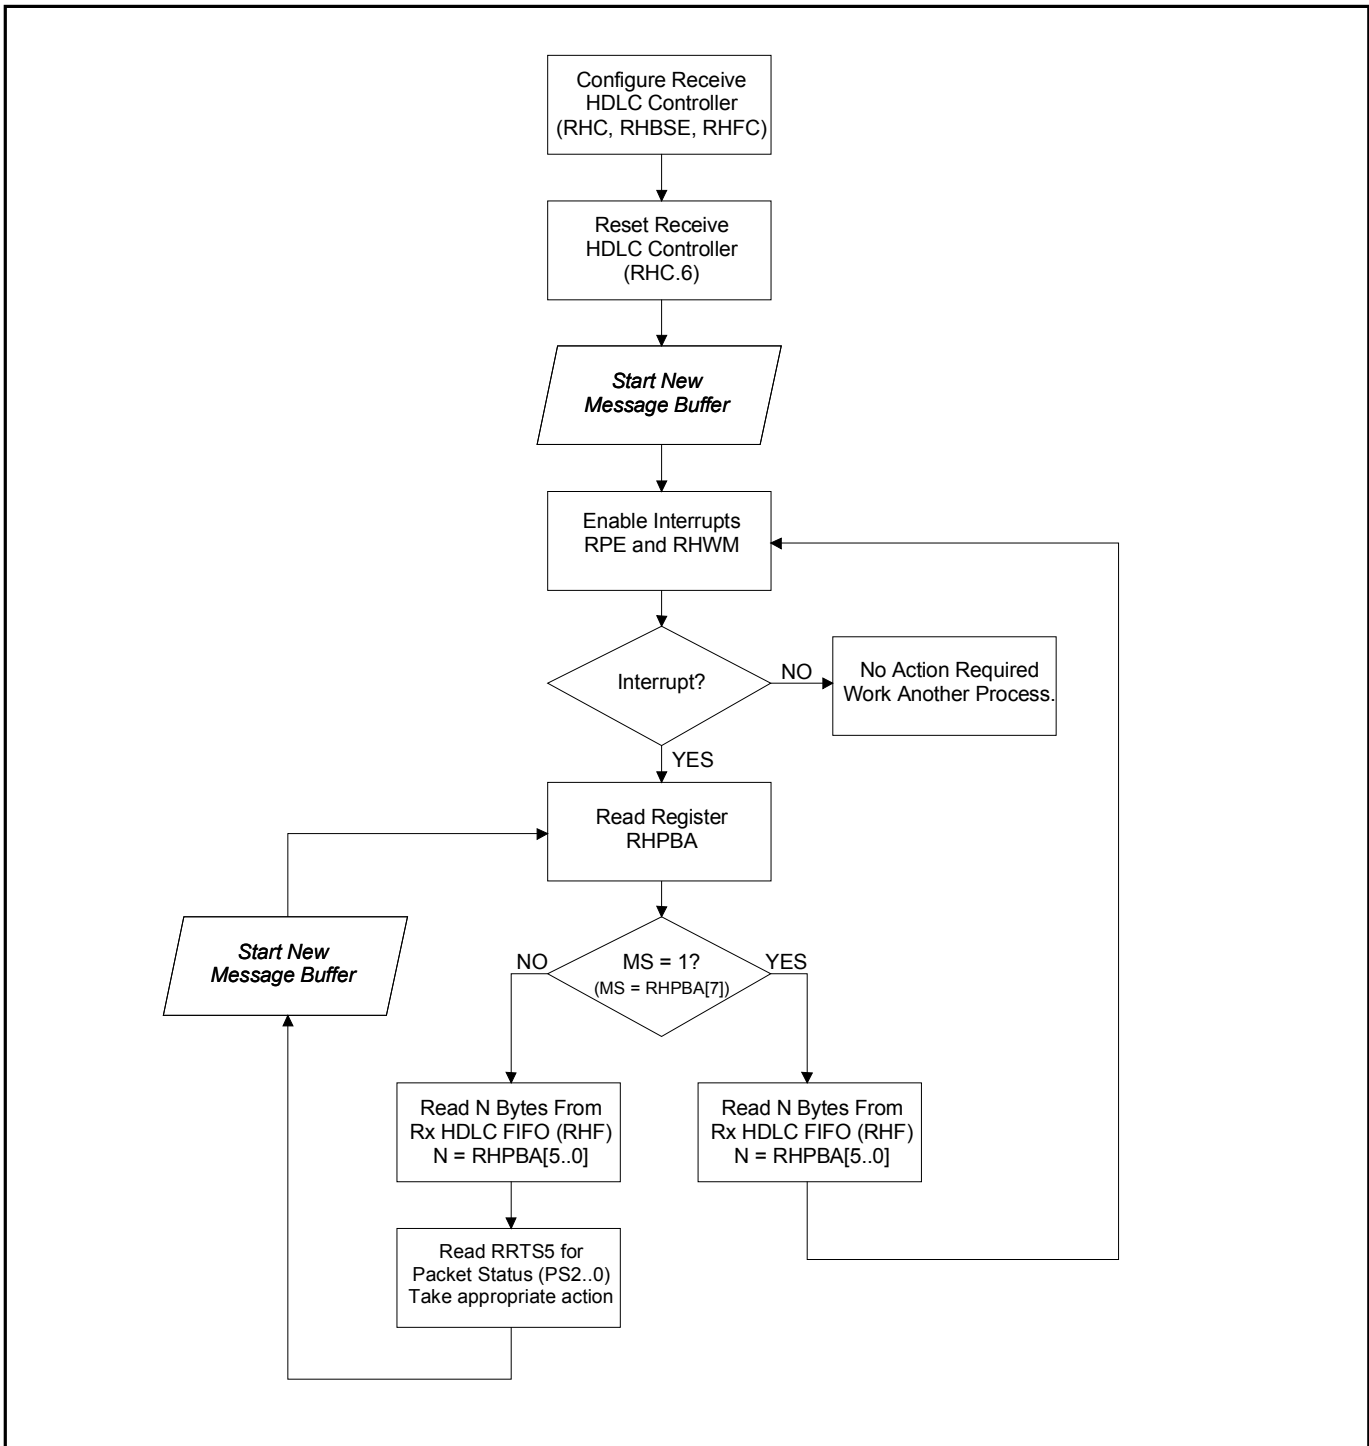 Configure Receive
HDLC Controller
(RHC, RHBSE, RHFC)
Reset Receive
HDLC Controller
(RHC.6)
Start New
Message Buffer
Enable Interrupts
RPE and RHWM
Interrupt?
NO
No Action Required
Work Another Process.
YES
Read Register
RHPBA
Start New
Message Buffer
NO
MS = 1?
(MS = RHPBA[7])
YES
Read N Bytes From
Rx HDLC FIFO (RHF)
N = RHPBA[5..0]
Read N Bytes From
Rx HDLC FIFO (RHF)
N = RHPBA[5..0]
Read RRTS5 for
Packet Status (PS2..0)
Take appropriate action